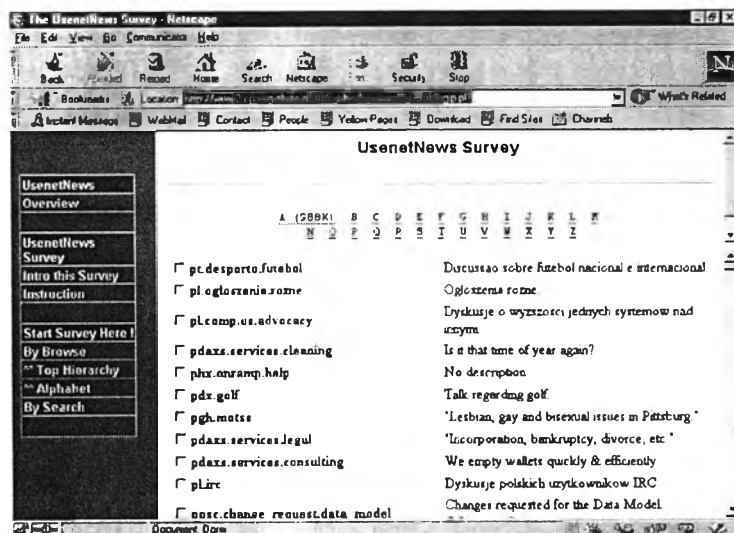 The UsenetNews Survey - Netscape
File Edit View Go Communicator Help
Back Reload Home Search Netscape Security Stop
Bookmarks Location What's Related
Instant Message WebMail Contact People Yellow Pages Download Find Sites Channels
UsenetNews Survey
UsenetNews
Overview
UsenetNews
Survey
Intro this Survey
Instruction
Start Survey Here !
By Browse
** Top Hierarchy
** Alphabet
By Search
A (588K) B C D E F G H I J K L M
N O P Q R S T U V W X Y Z
pt.desporto.futebol Discussao sobre futebol nacional e internacional
pl.ogloszenia.rozne Ogloszenia rozne
pl.comp.os.advocacy Dyskusje o wyzszosci jednych systemow nad
innymi
pdaxs.services.cleaning Is it that time of year again?
phx.onramp.help No description
pdx.golf Talk regarding golf.
pgh.motss "Lesbian, gay and bisexual issues in Pittsburg."
pdaxs.services.legal "Incorporation, bankruptcy, divorce, etc."
pdaxs.services.consulting We empty wallets quickly & efficiently
pl.irc Dyskusje polskich uzytkownikow IRC
posc.change_request.data_model Changes requested for the Data Model
Document Done